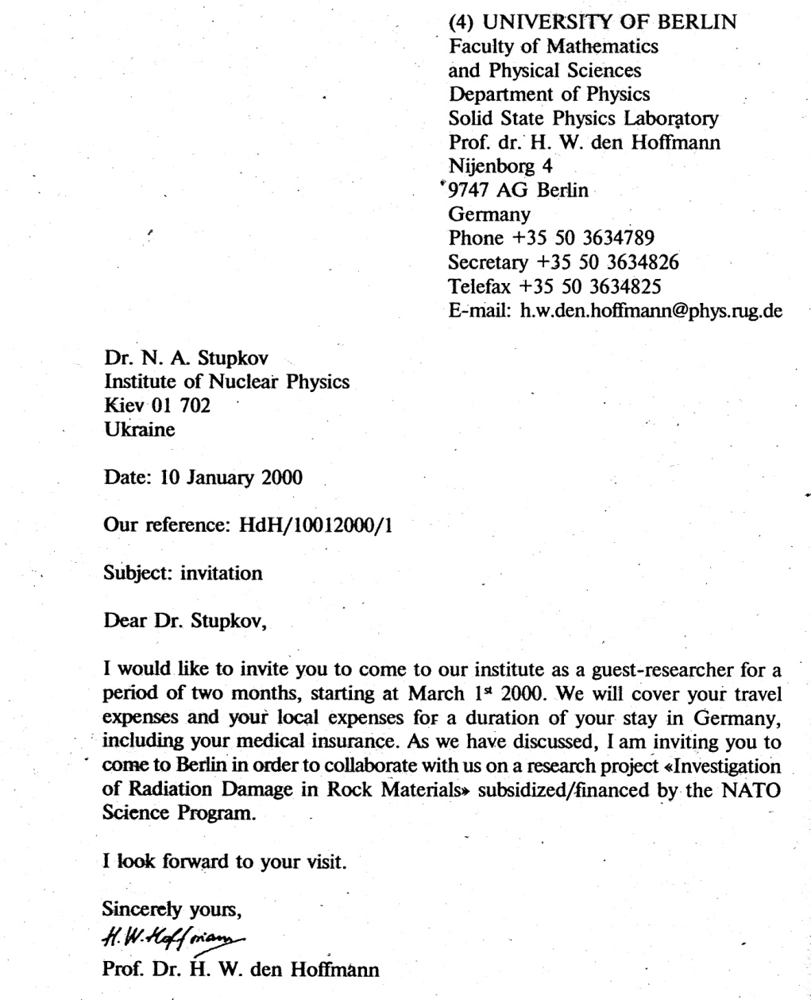 (4) UNIVERSITY OF BERLIN
Faculty of Mathematics
and Physical Sciences
Department of Physics
Solid State Physics Laboratory
Prof. dr. H. W. den Hoffmann
Nijenborg 4
9747 AG Berlin
Germany
Phone +35 50 3634789
Secretary +35 50 3634826
Telefax +35 50 3634825
E-mail: h.w.den.hoffmann@phys.rug.de
Dr. N. A. Stupkov
Institute of Nuclear Physics
Kiev 01 702
Ukraine
Date: 10 January 2000
Our reference: HdH/10012000/1
Subject: invitation
Dear Dr. Stupkov,
I would like to invite you to come to our institute as a guest-researcher for a
period of two months, starting at March 1st 2000. We will cover your travel
expenses and your local expenses for a duration of your stay in Germany,
including your medical insurance. As we have discussed, I am inviting you to
come to Berlin in order to collaborate with us on a research project «Investigation
of Radiation Damage in Rock Materials» subsidized/financed by the NATO
Science Program.
I look forward to your visit.
Sincerely yours,
H. W. Hoffmann
Prof. Dr. H. W. den Hoffmann